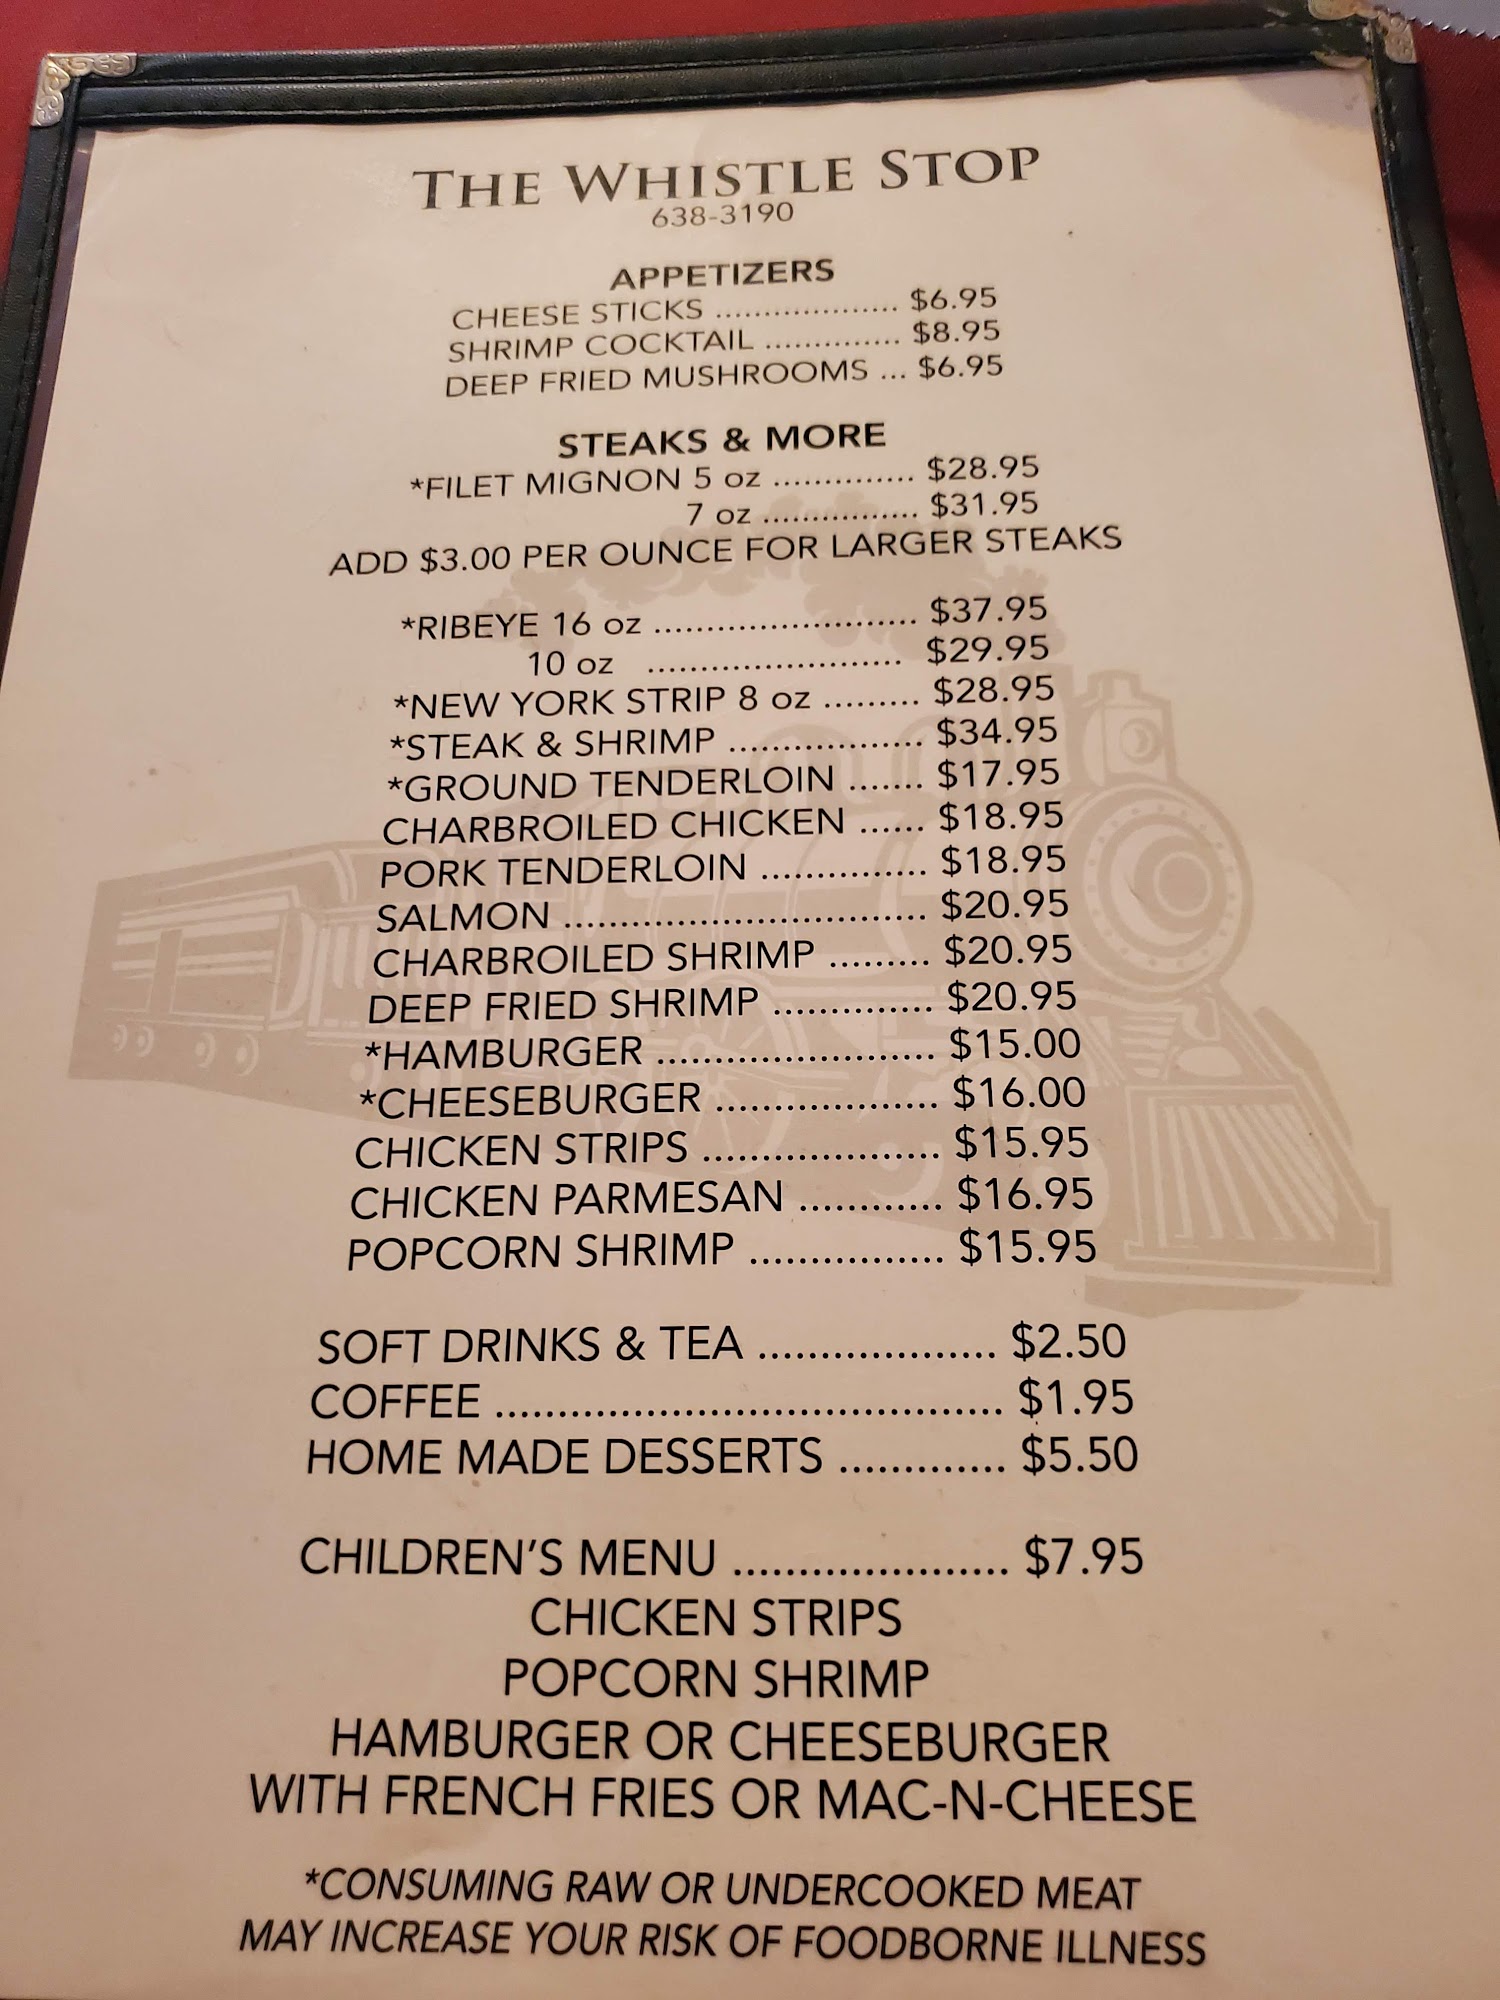 THE WHISTLE STOP
638-3190
APPETIZERS
CHEESE STICKS ................... $6.95
SHRIMP COCKTAIL .............. $8.95
DEEP FRIED MUSHROOMS ... $6.95
STEAKS & MORE
*FILET MIGNON 5 oz .............. $28.95
7 oz ................ $31.95
ADD $3.00 PER OUNCE FOR LARGER STEAKS
*RIBEYE 16 oz ......................... $37.95
10 oz ........................ $29.95
*NEW YORK STRIP 8 oz ......... $28.95
*STEAK & SHRIMP .................. $34.95
*GROUND TENDERLOIN ....... $17.95
CHARBROILED CHICKEN ...... $18.95
PORK TENDERLOIN ............... $18.95
SALMON ................................ $20.95
CHARBROILED SHRIMP ......... $20.95
DEEP FRIED SHRIMP .............. $20.95
*HAMBURGER ........................ $15.00
*CHEESEBURGER ................... $16.00
CHICKEN STRIPS .................... $15.95
CHICKEN PARMESAN ............ $16.95
POPCORN SHRIMP ................ $15.95
SOFT DRINKS & TEA ................... $2.50
COFFEE ........................................ $1.95
HOME MADE DESSERTS ............. $5.50
CHILDREN'S MENU ...................... $7.95
CHICKEN STRIPS
POPCORN SHRIMP
HAMBURGER OR CHEESEBURGER
WITH FRENCH FRIES OR MAC-N-CHEESE
*CONSUMING RAW OR UNDERCOOKED MEAT
MAY INCREASE YOUR RISK OF FOODBORNE ILLNESS